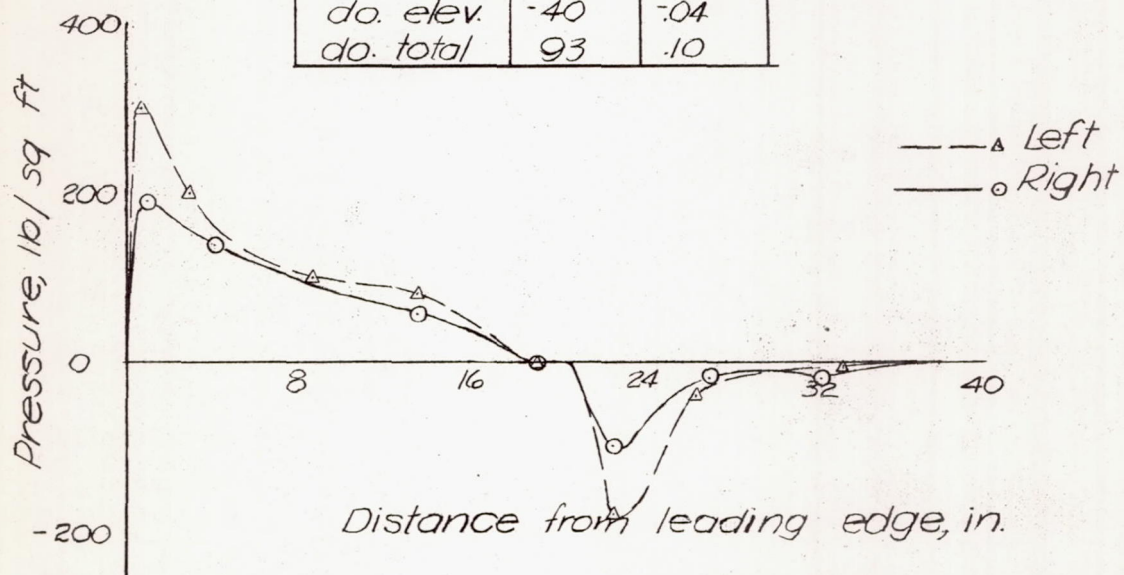 do. elev. -40 -.04
do. total 93 .10
400
200
0
-200
Pressure, lb/sq ft
8 16 24 32 40
Left
Right
Distance from leading edge, in.